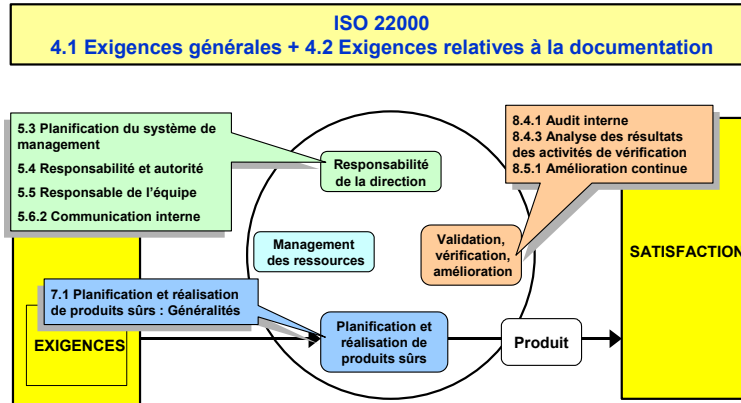 ISO 22000
4.1 Exigences générales + 4.2 Exigences relatives à la documentation
5.3 Planification du système de
management
5.4 Responsabilité et autorité
5.5 Responsable de l'équipe
5.6.2 Communication interne
8.4.1 Audit interne
8.4.3 Analyse des résultats
des activités de vérification
8.5.1 Amélioration continue
Responsabilité
de la direction
Management
des ressources
Validation,
vérification,
amélioration
SATISFACTION
7.1 Planification et réalisation
de produits sûrs : Généralités
EXIGENCES
Planification et
réalisation de
produits sûrs
Produit